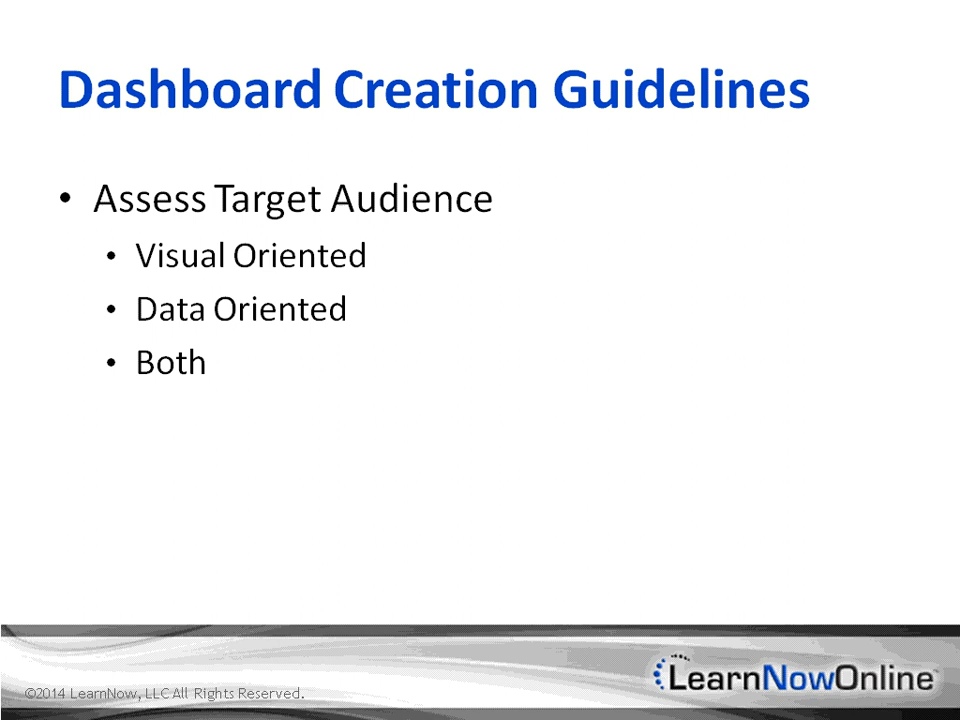 Dashboard Creation Guidelines
• Assess Target Audience
• Visual Oriented
• Data Oriented
• Both
©2014 LearnNow, LLC All Rights Reserved.
LearnNowOnline